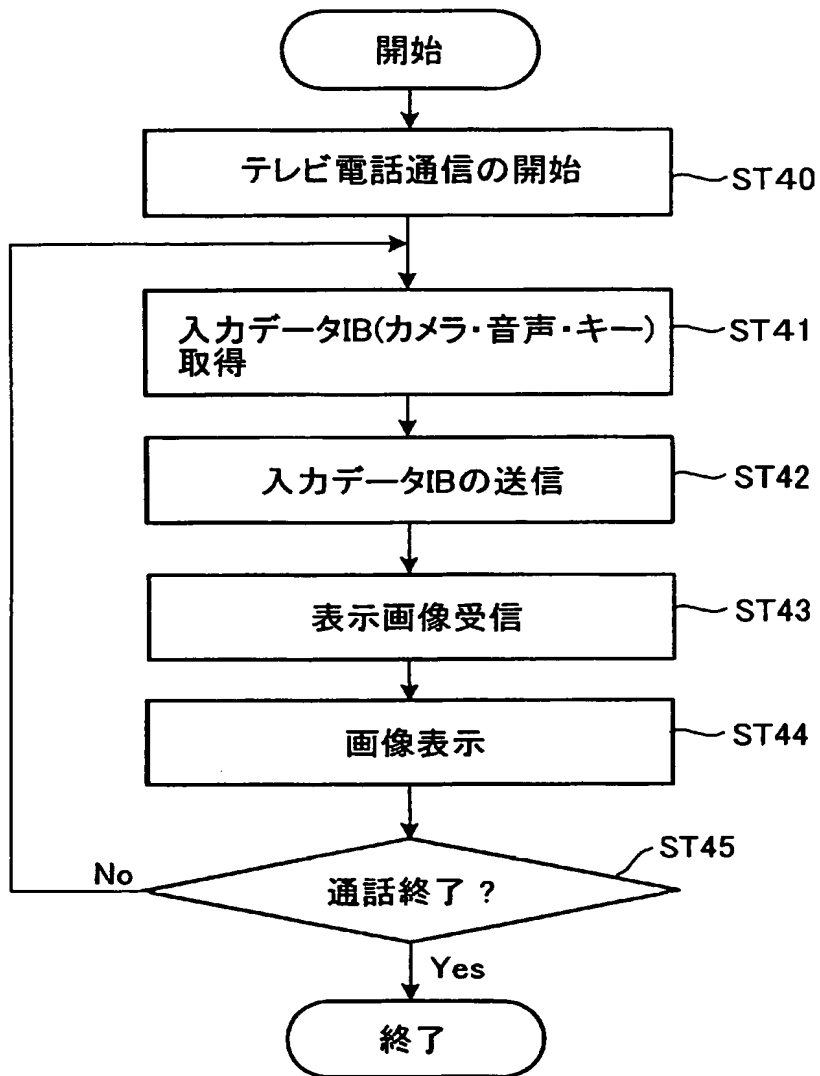 開始
テレビ電話通信の開始
ST40
入力データIB(カメラ・音声・キー)
取得
ST41
入力データIBの送信
ST42
表示画像受信
ST43
画像表示
ST44
通話終了?
ST45
No
Yes
終了